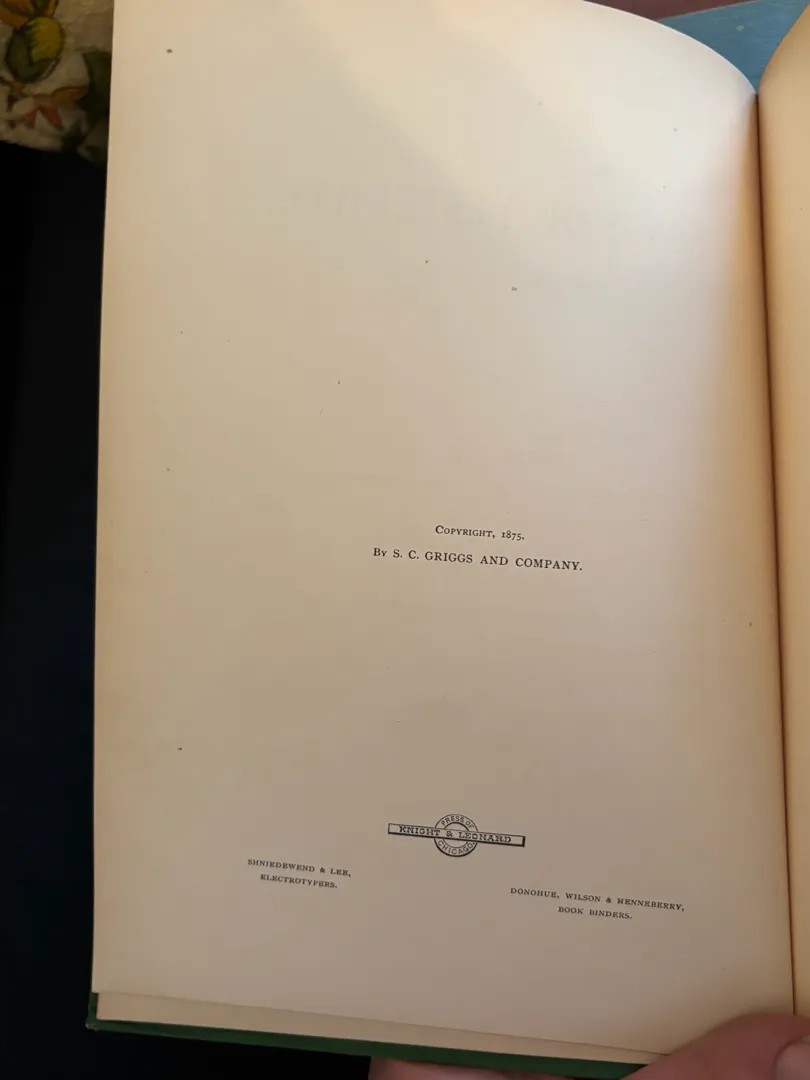 COPYRIGHT, 1875.
BY S. C. GRIGGS AND COMPANY.
PRESS OF
KNIGHT & LEONARD
CHICAGO
SHNIEDEWEND & LEE,
ELECTROTYPERS.
DONOHUE, WILSON & HENNEBERRY,
BOOK BINDERS.